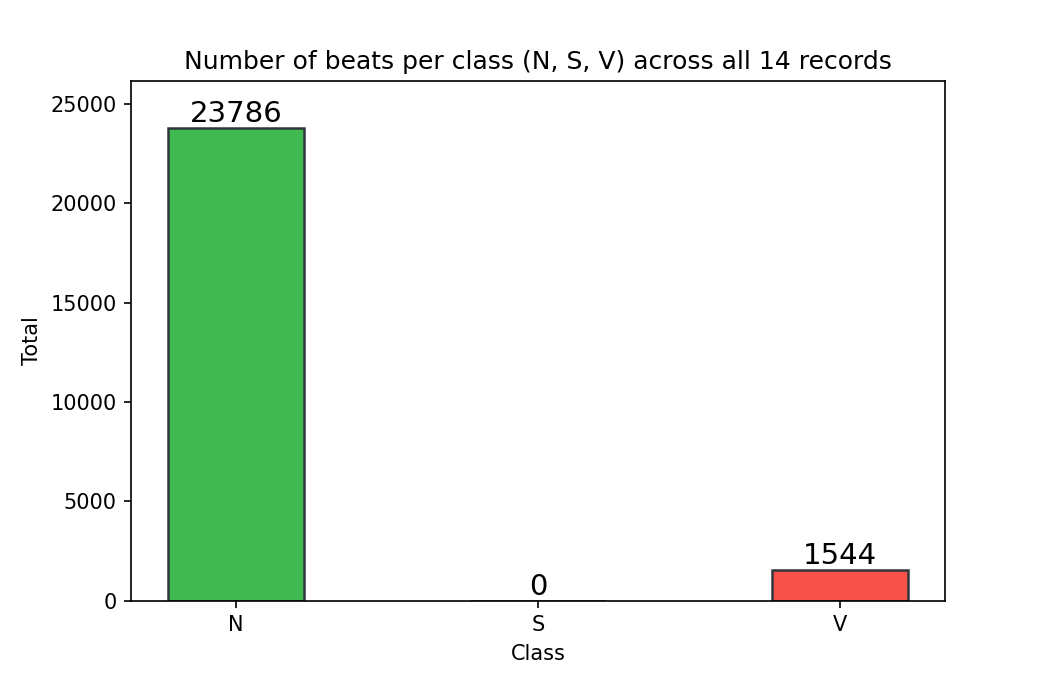 Number of beats per class (N, S, V) across all 14 records
25000
20000
15000
10000
5000
0
Total
23786
0
1544
N
S
V
Class